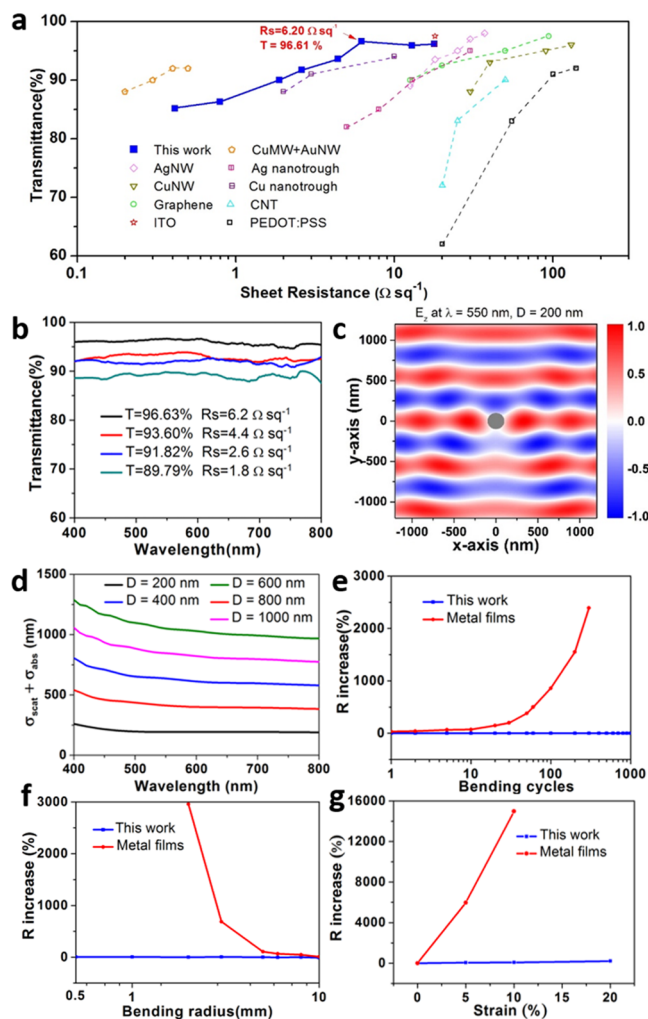 a
Rs=6.20 Ω sq⁻¹
T = 96.61 %
Transmittance(%)
100
90
80
70
60
This work
AgNW
CuNW
Graphene
ITO
CuMW+AuNW
Ag nanotrough
Cu nanotrough
CNT
PEDOT:PSS
0.1
1
10
100
Sheet Resistance (Ω sq⁻¹)
b
Transmittance(%)
100
95
90
85
80
70
60
T=96.63% Rs=6.2 Ω sq⁻¹
T=93.60% Rs=4.4 Ω sq⁻¹
T=91.82% Rs=2.6 Ω sq⁻¹
T=89.79% Rs=1.8 Ω sq⁻¹
400 500 600 700 800
Wavelength(nm)
c
E_z at λ = 550 nm, D = 200 nm
y-axis (nm)
1000
500
0
-500
-1000
-1000 -500 0 500 1000
x-axis (nm)
1.0
0.5
0.0
-0.5
-1.0
d
σscat + σabs (nm)
1500
1250
1000
750
500
250
0
D = 200 nm
D = 400 nm
D = 600 nm
D = 800 nm
D = 1000 nm
400 500 600 700 800
Wavelength (nm)
e
R increase(%)
3000
2000
1000
0
This work
Metal films
1 10 100 1000
Bending cycles
f
R increase (%)
3000
2000
1000
0
This work
Metal films
0.5 1 10
Bending radius(mm)
g
R increase (%)
16000
12000
8000
4000
0
This work
Metal films
0 5 10 15 20
Strain (%)